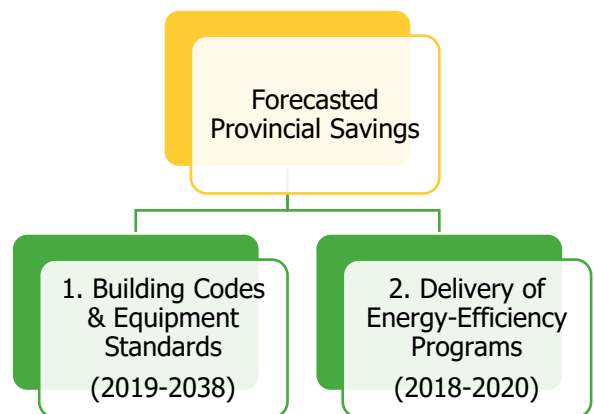 Forecasted
Provincial Savings
1. Building Codes
& Equipment
Standards
(2019-2038)
2. Delivery of
Energy-Efficiency
Programs
(2018-2020)